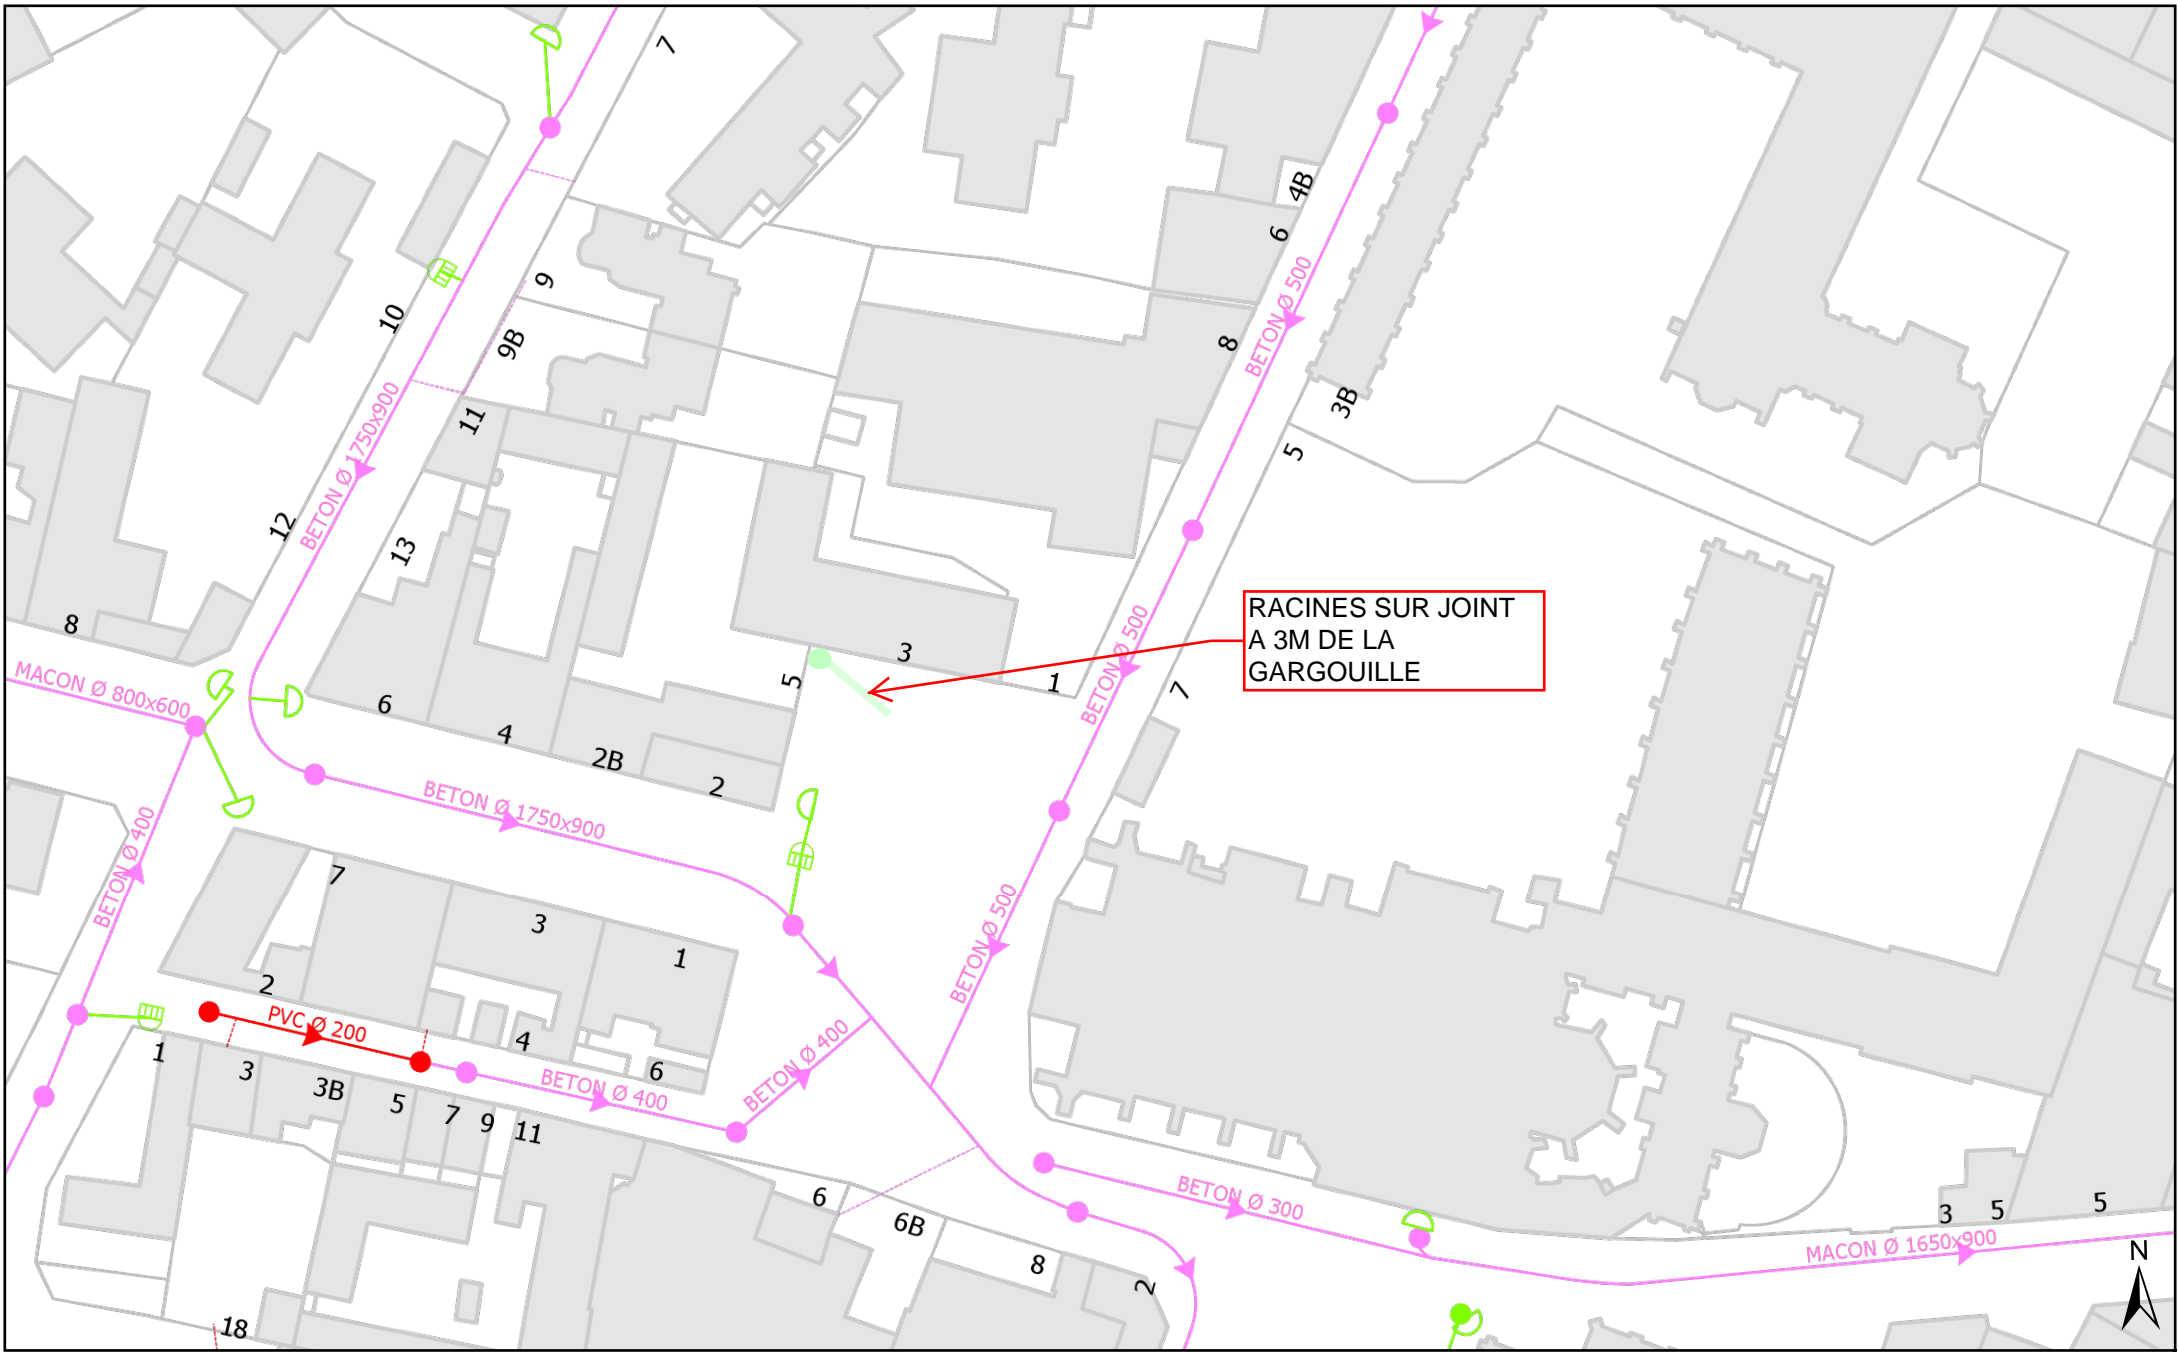 7
4B
6
9
BETON Ø 500
10
9B
8
3B
11
5
BETON Ø 1750x900
12
13
RACINES SUR JOINT
A 3M DE LA
GARGOUILLE
8
3
BETON Ø 500
5
1
7
MACON Ø 800x600
6
4
2B
2
BETON Ø 1750x900
BETON Ø 400
7
3
1
BETON Ø 500
2
PVC Ø 200
4
BETON Ø 400
1
3
3B
6
BETON Ø 400
5
7
9
11
6
6B
BETON Ø 300
3
5
5
MACON Ø 1650x900
N
8
2
18